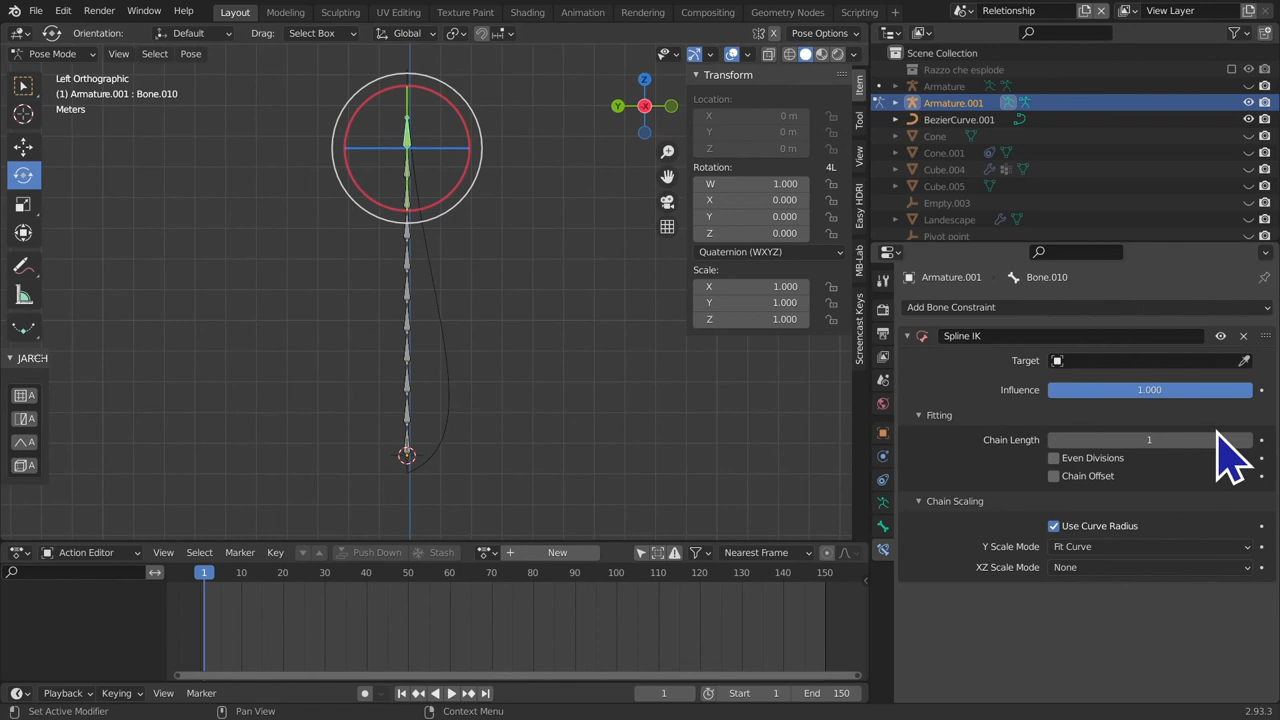 File Edit Render Window Help Layout Modeling Sculpting UV Editing Texture Paint Shading Animation Rendering Compositing Geometry Nodes Scripting + Relationship View Layer
Orientation: Default Drag: Select Box Global X Pose Options
Pose Mode View Select Pose
Left Orthographic
(1) Armature.001 : Bone.010
Meters
JARCH
A
A
A
A
Z
Y
X
Transform
Location:
X 0 m
Y 0 m
Z 0 m
Rotation: 4L
W 1.000
X 0.000
Y 0.000
Z 0.000
Quaternion (WXYZ)
Scale:
X 1.000
Y 1.000
Z 1.000
Item
Tool
View
Easy HDRI
MB-Lab
Screencast Keys
Scene Collection
Razzo che esplode
Armature
Armature.001
BezierCurve.001
Cone
Cone.001
Cube.004
Cube.005
Empty.003
Landscape
Pivot point
Armature.001 Bone.010
Add Bone Constraint
Spline IK
Target
Influence 1.000
Fitting
Chain Length 1
Even Divisions
Chain Offset
Chain Scaling
Use Curve Radius
Y Scale Mode Fit Curve
XZ Scale Mode None
Action Editor View Select Marker Key Push Down Stash + New Nearest Frame
1 10 20 30 40 50 60 70 80 90 100 110 120 130 140 150
Playback Keying View Marker 1 Start 1 End 150
Set Active Modifier Pan View Context Menu 2.93.3